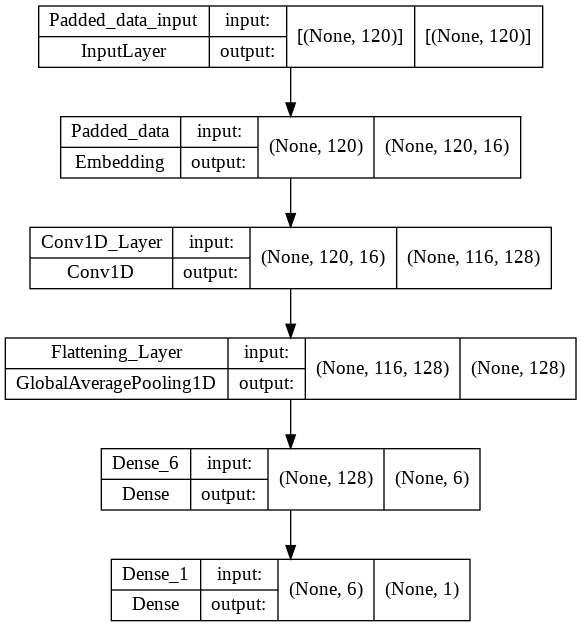 Padded_data_input input: [(None, 120)] [(None, 120)]
InputLayer output:
Padded_data input: (None, 120) (None, 120, 16)
Embedding output:
Conv1D_Layer input: (None, 120, 16) (None, 116, 128)
Conv1D output:
Flattening_Layer input: (None, 116, 128) (None, 128)
GlobalAveragePooling1D output:
Dense_6 input: (None, 128) (None, 6)
Dense output:
Dense_1 input: (None, 6) (None, 1)
Dense output: